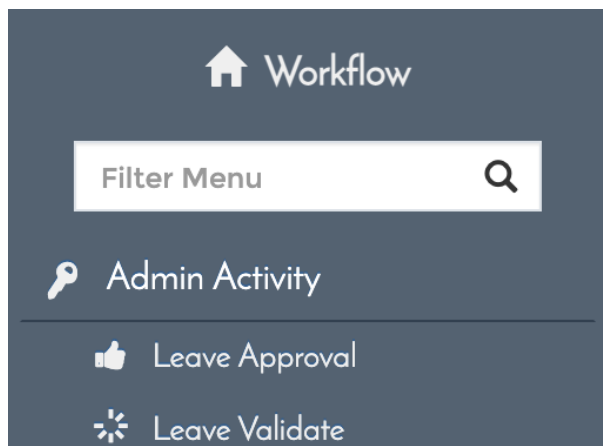 Workflow
Filter Menu
Admin Activity
Leave Approval
Leave Validate